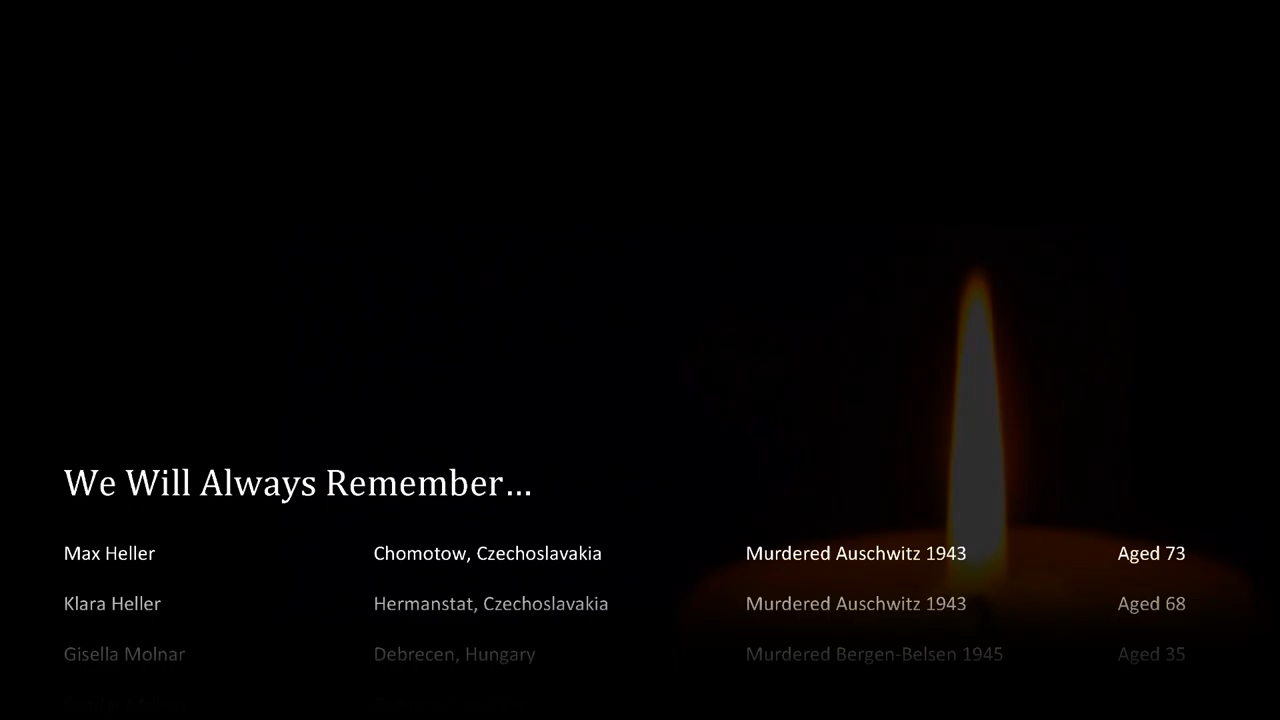 We Will Always Remember...
Max Heller Chomotow, Czechoslavakia Murdered Auschwitz 1943 Aged 73
Klara Heller Hermanstat, Czechoslavakia Murdered Auschwitz 1943 Aged 68
Gisella Molnar Debrecen, Hungary Murdered Bergen-Belsen 1945 Aged 35